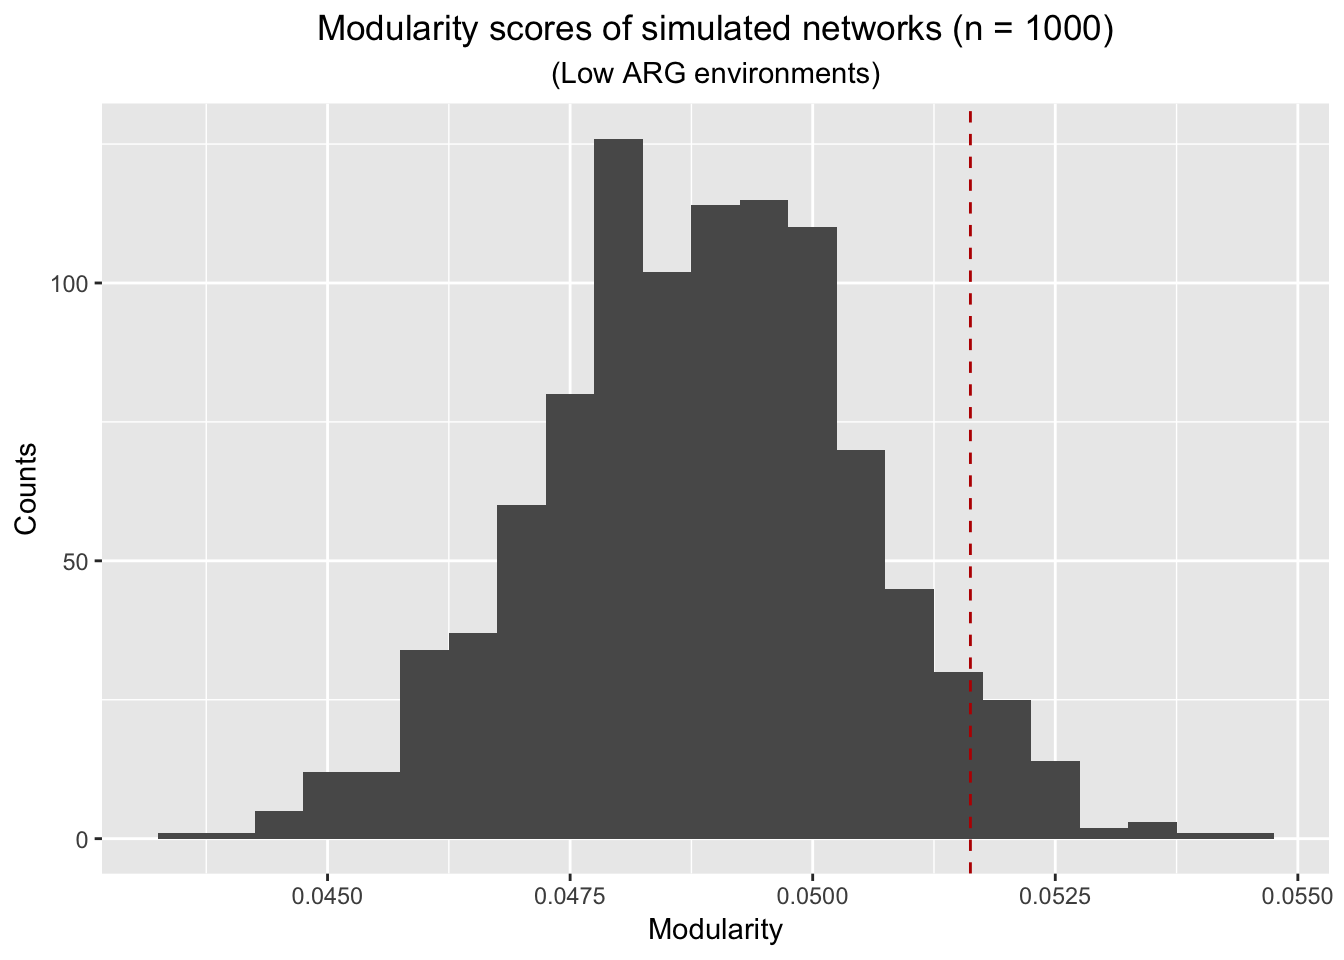 Modularity scores of simulated networks (n = 1000)
(Low ARG environments)
Counts
100
50
0
0.0450
0.0475
0.0500
0.0525
0.0550
Modularity